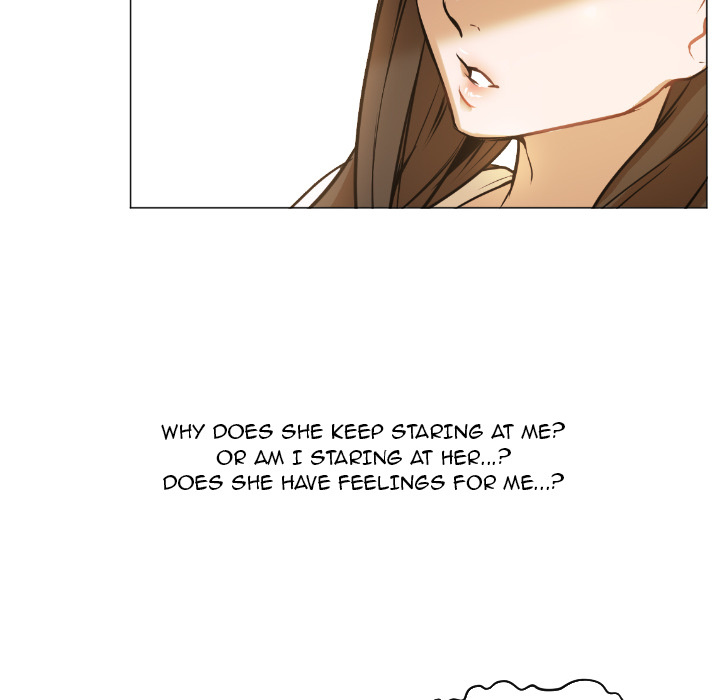 WHY DOES SHE KEEP STARING AT ME?
OR AM I STARING AT HER...?
DOES SHE HAVE FEELINGS FOR ME...?